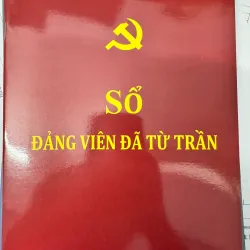 SỔ
ĐẢNG VIÊN ĐÃ TỪ TRẦN